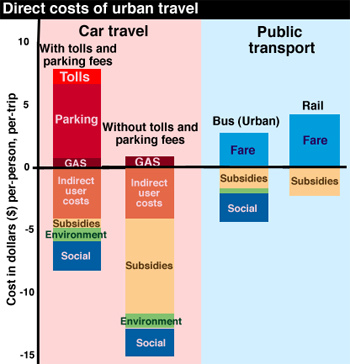 Direct costs of urban travel
Car travel
Public
transport
With tolls and
parking fees
Without tolls and
parking fees
Bus (Urban)
Rail
Cost in dollars ($) per-person, per-trip
10
5
0
-5
-10
-15
Tolls
Parking
GAS
Indirect
user
costs
Subsidies
Environment
Social
GAS
Indirect
user
costs
Subsidies
Environment
Social
Fare
Subsidies
Social
Fare
Subsidies